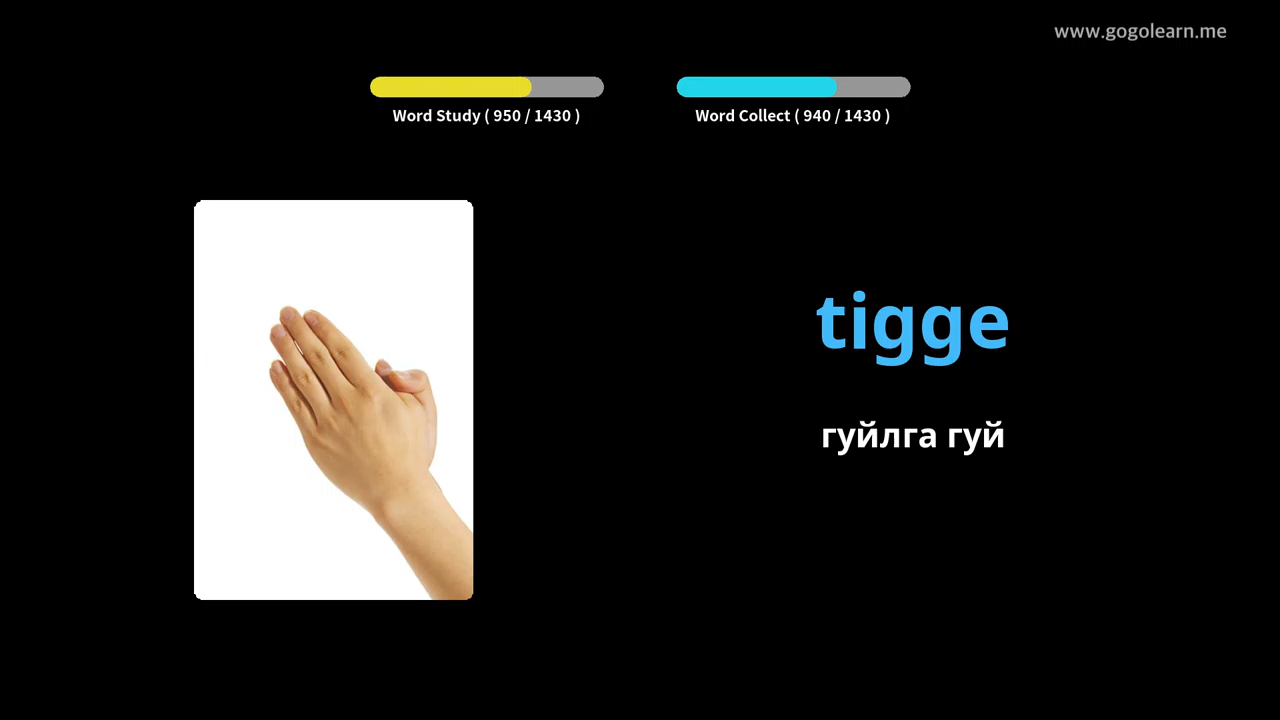 www.gogolearn.me
Word Study ( 950 / 1430 )
Word Collect ( 940 / 1430 )
tigge
гуйлга гуй